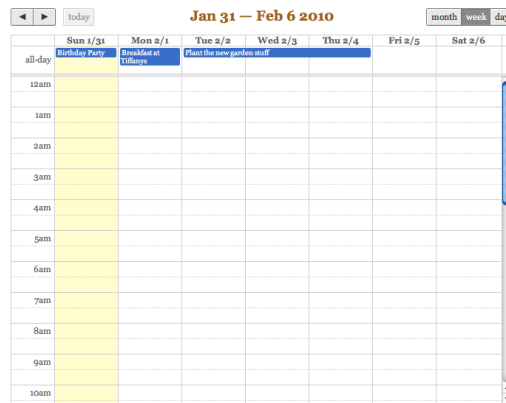 today
Jan 31 — Feb 6 2010
month week day
Sun 1/31 Mon 2/1 Tue 2/2 Wed 2/3 Thu 2/4 Fri 2/5 Sat 2/6
all-day
Birthday Party
Breakfast at
Tiffanys
Plant the new garden stuff
12am
1am
2am
3am
4am
5am
6am
7am
8am
9am
10am